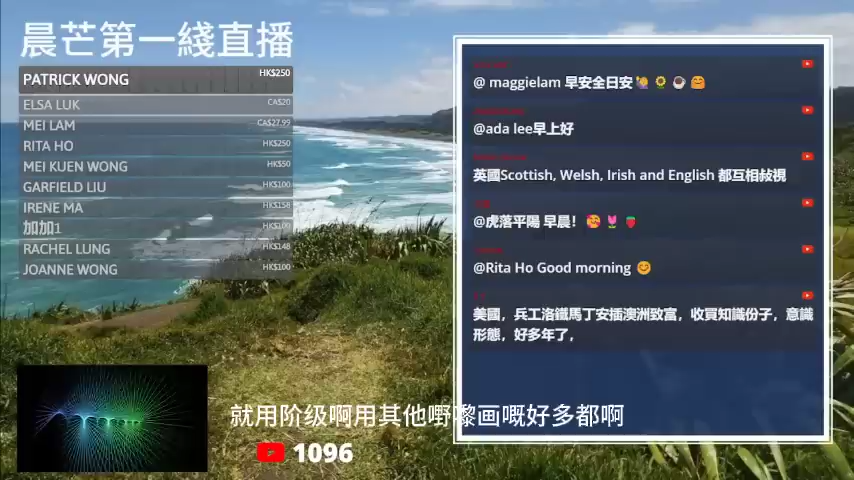 晨芒第一綫直播
PATRICK WONG HK$250
ELSA LUK CA$20
MEI LAM CA$27.99
RITA HO HK$250
MEI KUEN WONG HK$50
GARFIELD LIU HK$100
IRENE MA HK$158
加加1 HK$100
RACHEL LUNG HK$148
JOANNE WONG HK$100
@ maggielam 早安全日安🙋🌻☕🤗
@ada lee早上好
英國Scottish, Welsh, Irish and English 都互相敍視
@虎落平陽 早晨！🥰🌷🍓
@Rita Ho Good morning 😊
美國，兵工洛鐵馬丁安插澳洲致富，收買知識份子，意識
形態，好多年了，
就用阶级啊用其他嘢嚟画嘅好多都啊
1096